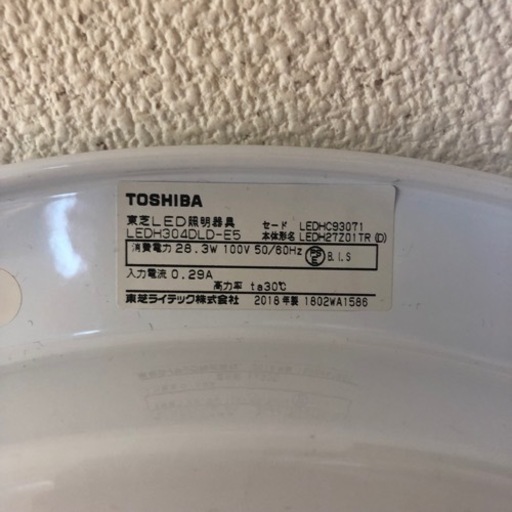 TOSHIBA
東芝LED照明器具 セード LEDHC93071
LEDH304DLD-E5 本体形名 LEDH27Z01TR (D)
消費電力 28.3W 100V 50/60Hz PSE B.I.S
入力電流 0.29A
高力率 ta30℃
東芝ライテック株式会社 2018年製 1802WA1586